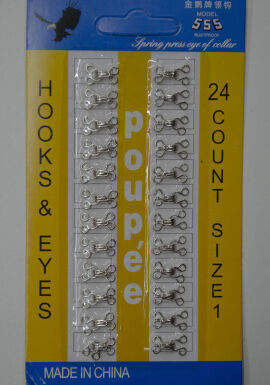 金鹏牌领钩
MODEL
555
RUSTPROOF
Spring press eye of collar
HOOKS & EYES
poupée
24 COUNT SIZE 1
MADE IN CHINA